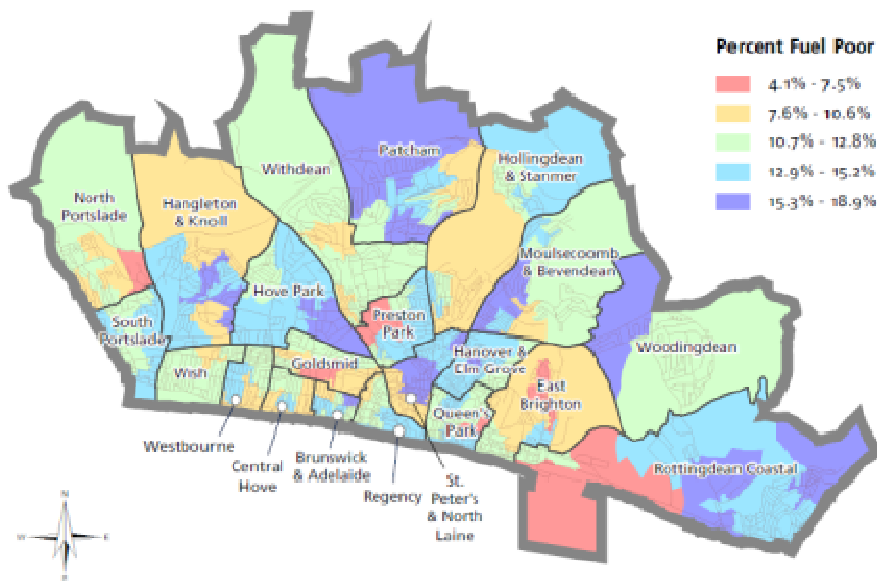 Percent Fuel Poor
4.1% - 7.5%
7.6% - 10.6%
10.7% - 12.8%
12.9% - 15.2%
15.3% - 18.9%
Patcham
Hollingdean
& Stanmer
Withdean
North
Portslade
Hangleton
& Knoll
Moulsecoomb
& Bevendean
Hove Park
Preston
Park
South
Portslade
Woodingdean
Hanover &
Elm Grove
Goldsmid
Wish
East
Brighton
Queen's
Park
Westbourne
Central
Hove
Brunswick
& Adelaide
Regency
St.
Peter's
& North
Laine
Rottingdean Coastal
N
W
E